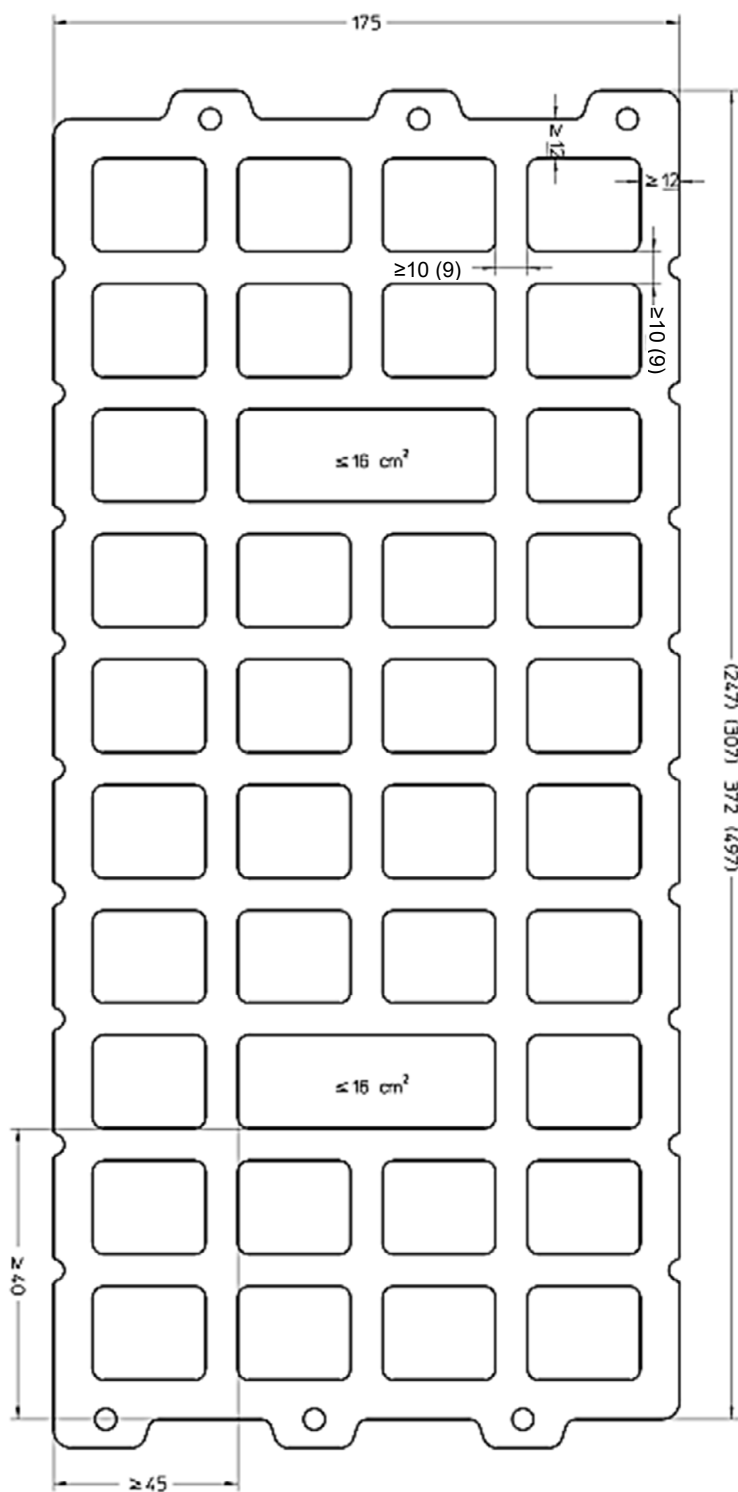 175
≥12
≥12
≥10 (9)
≥10 (9)
≤16 cm²
(247) (307) 372 (497)
≤16 cm²
≥40
≥45